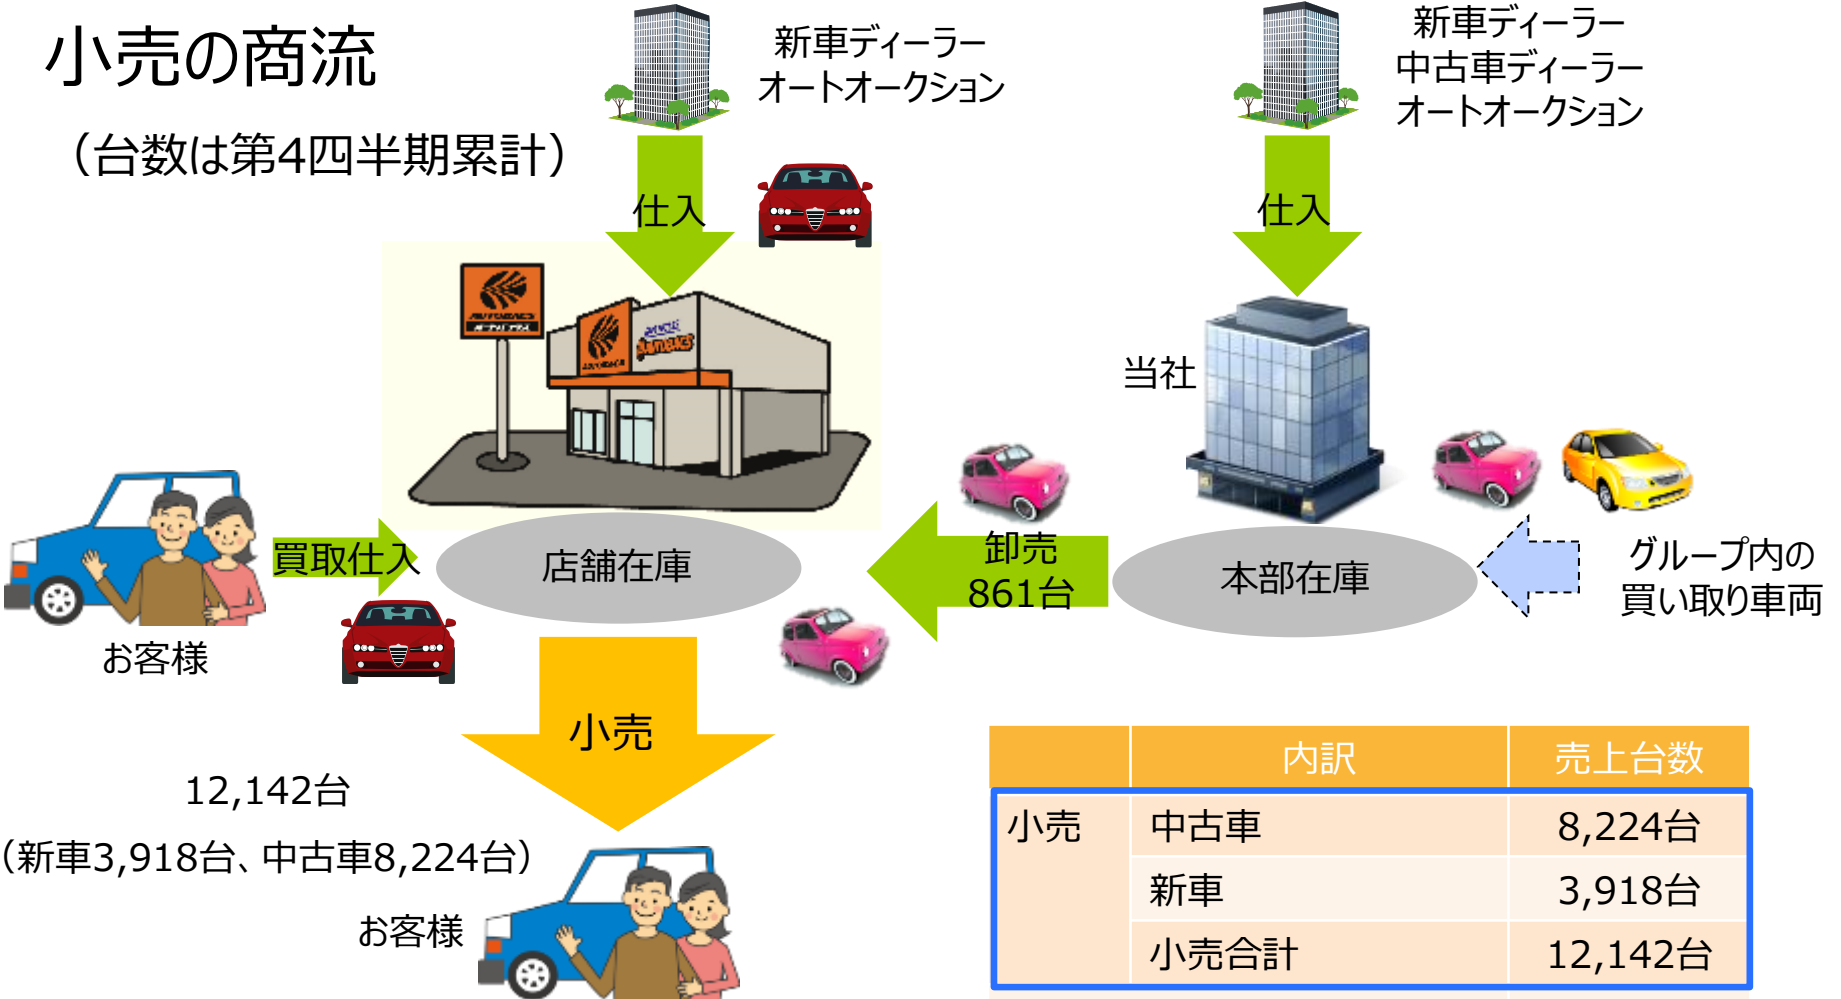 小売の商流
（台数は第4四半期累計）
新車ディーラー
オートオークション
新車ディーラー
中古車ディーラー
オートオークション
仕入
仕入
AUTOBACS
AUTOBACS
当社
買取仕入
店舗在庫
卸売
861台
本部在庫
グループ内の
買い取り車両
お客様
小売
12,142台
（新車3,918台、中古車8,224台）
お客様
内訳 売上台数
小売 中古車 8,224台
新車 3,918台
小売合計 12,142台